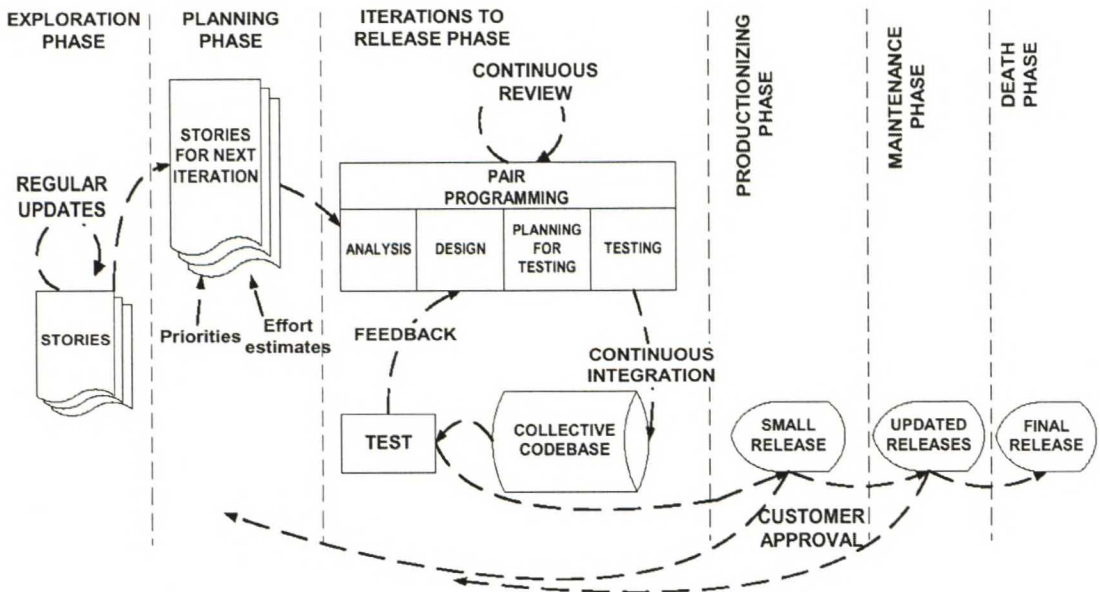 EXPLORATION
PHASE
PLANNING
PHASE
ITERATIONS TO
RELEASE PHASE
PRODUCTIONIZING
PHASE
MAINTENANCE
PHASE
DEATH
PHASE
REGULAR
UPDATES
STORIES
STORIES
FOR NEXT
ITERATION
Priorities
Effort
estimates
CONTINUOUS
REVIEW
PAIR
PROGRAMMING
ANALYSIS
DESIGN
PLANNING
FOR
TESTING
TESTING
FEEDBACK
CONTINUOUS
INTEGRATION
TEST
COLLECTIVE
CODEBASE
SMALL
RELEASE
UPDATED
RELEASES
FINAL
RELEASE
CUSTOMER
APPROVAL